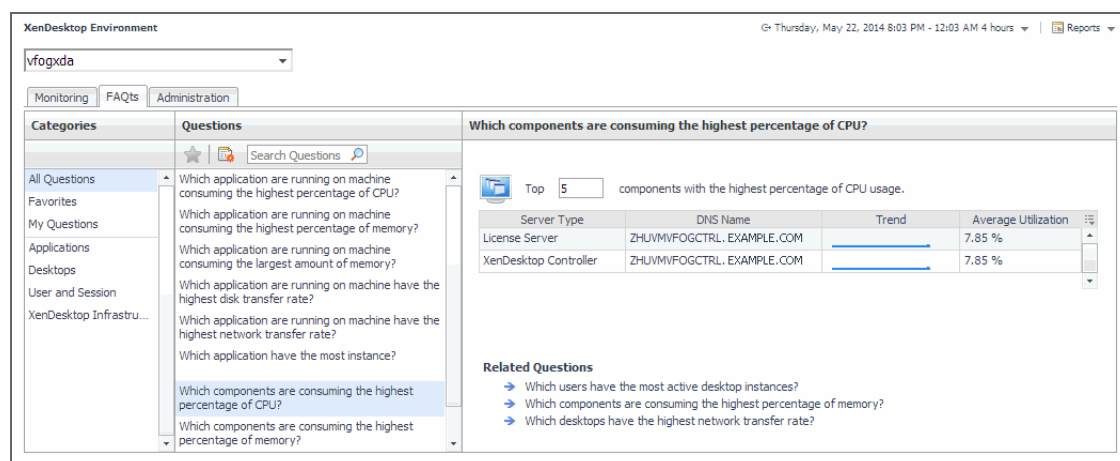 XenDesktop Environment
Thursday, May 22, 2014 8:03 PM - 12:03 AM 4 hours
Reports
vfogxda
Monitoring
FAQts
Administration
Categories
All Questions
Favorites
My Questions
Applications
Desktops
User and Session
XenDesktop Infrastru...
Questions
Search Questions
Which application are running on machine
consuming the highest percentage of CPU?
Which application are running on machine
consuming the highest percentage of memory?
Which application are running on machine
consuming the largest amount of memory?
Which application are running on machine have the
highest disk transfer rate?
Which application are running on machine have the
highest network transfer rate?
Which application have the most instance?
Which components are consuming the highest
percentage of CPU?
Which components are consuming the highest
percentage of memory?
Which components are consuming the highest percentage of CPU?
Top 5 components with the highest percentage of CPU usage.
Server Type DNS Name Trend Average Utilization
License Server ZHUVMVFOGCTRL.EXAMPLE.COM 7.85 %
XenDesktop Controller ZHUVMVFOGCTRL.EXAMPLE.COM 7.85 %
Related Questions
Which users have the most active desktop instances?
Which components are consuming the highest percentage of memory?
Which desktops have the highest network transfer rate?